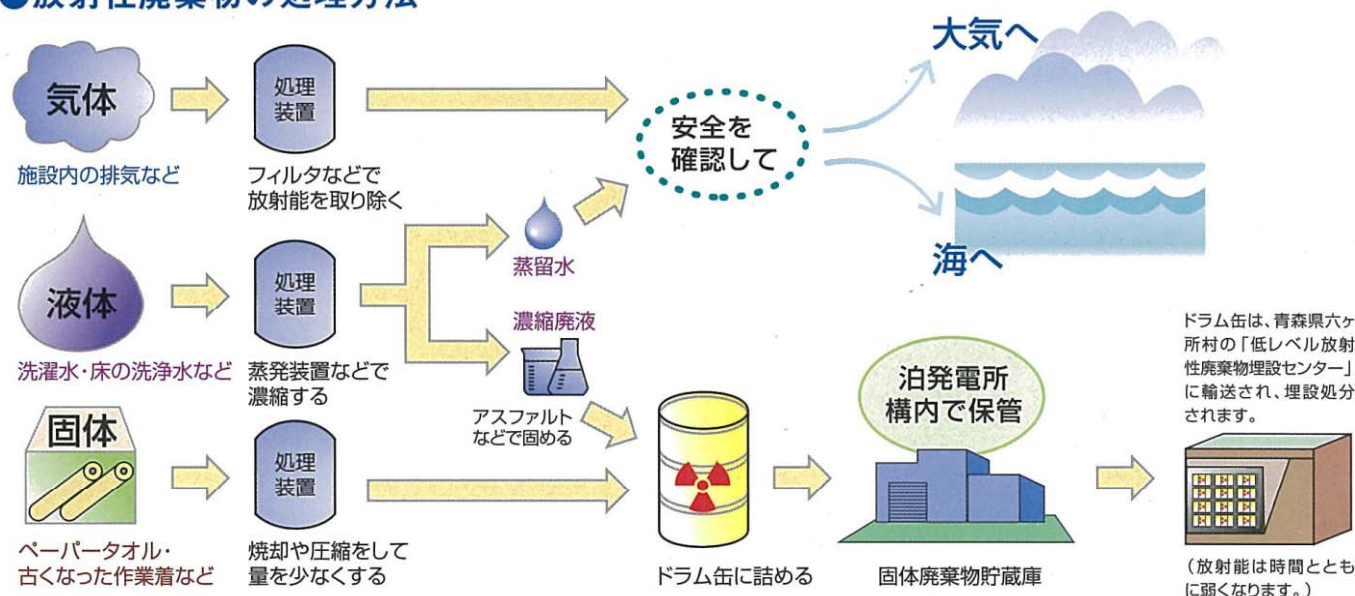 ●放射性廃棄物の処理方法
気体
施設内の排気など
処理
装置
フィルタなどで
放射能を取り除く
安全を
確認して
大気へ
海へ
液体
洗濯水・床の洗浄水など
処理
装置
蒸発装置などで
濃縮する
蒸留水
濃縮廃液
アスファルト
などで固める
固体
ペーパータオル・
古くなった作業着など
処理
装置
焼却や圧縮をして
量を少なくする
ドラム缶に詰める
泊発電所
構内で保管
固体廃棄物貯蔵庫
ドラム缶は、青森県六ヶ
所村の「低レベル放射
性廃棄物埋設センター」
に輸送され、埋設処分
されます。
(放射能は時間ととも
に弱くなります。)